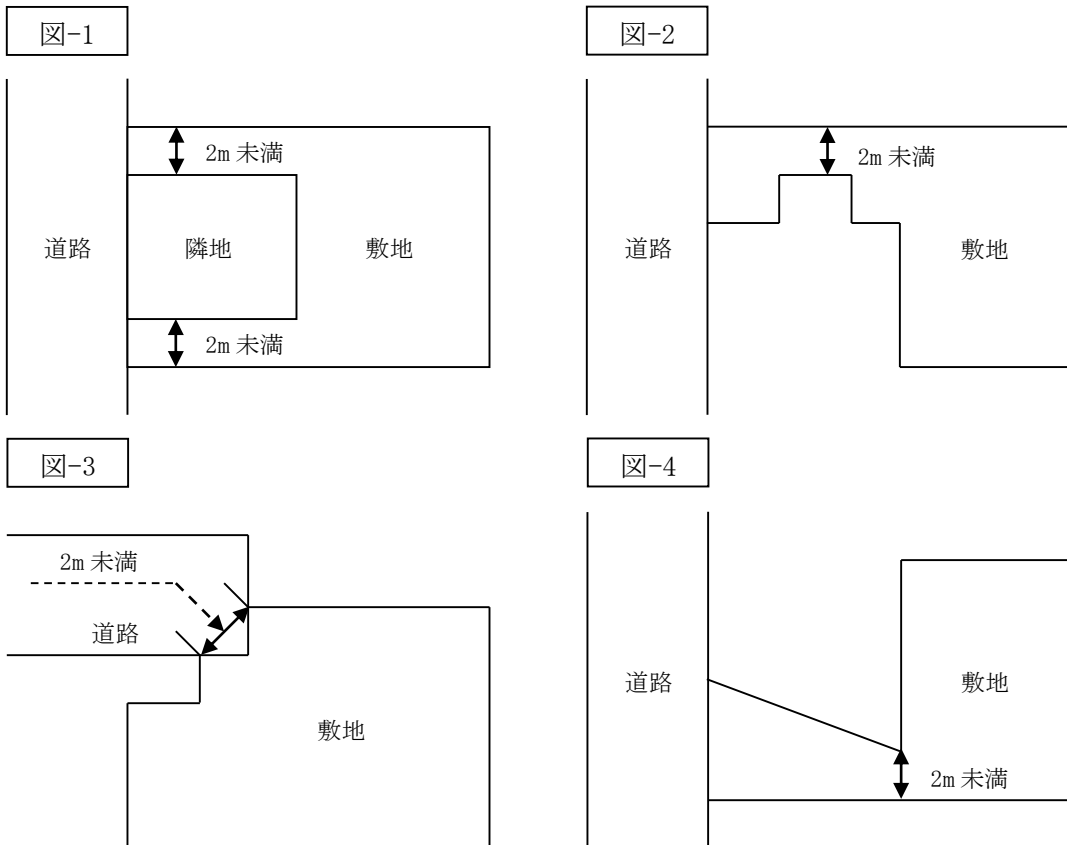 図-1
2m 未満
道路
隣地
敷地
2m 未満
図-2
2m 未満
道路
敷地
図-3
2m 未満
道路
敷地
図-4
道路
敷地
2m 未満